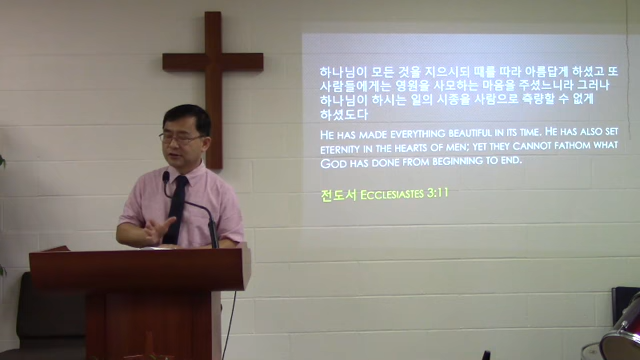 하나님이 모든 것을 지으시되 때를 따라 아름답게 하셨고 또
사람들에게는 영원을 사모하는 마음을 주셨느니라 그러나
하나님이 하시는 일의 시종을 사람으로 측량할 수 없게
하셨도다
HE HAS MADE EVERYTHING BEAUTIFUL IN ITS TIME. HE HAS ALSO SET
ETERNITY IN THE HEARTS OF MEN; YET THEY CANNOT FATHOM WHAT
GOD HAS DONE FROM BEGINNING TO END.
전도서 ECCLESIASTES 3:11